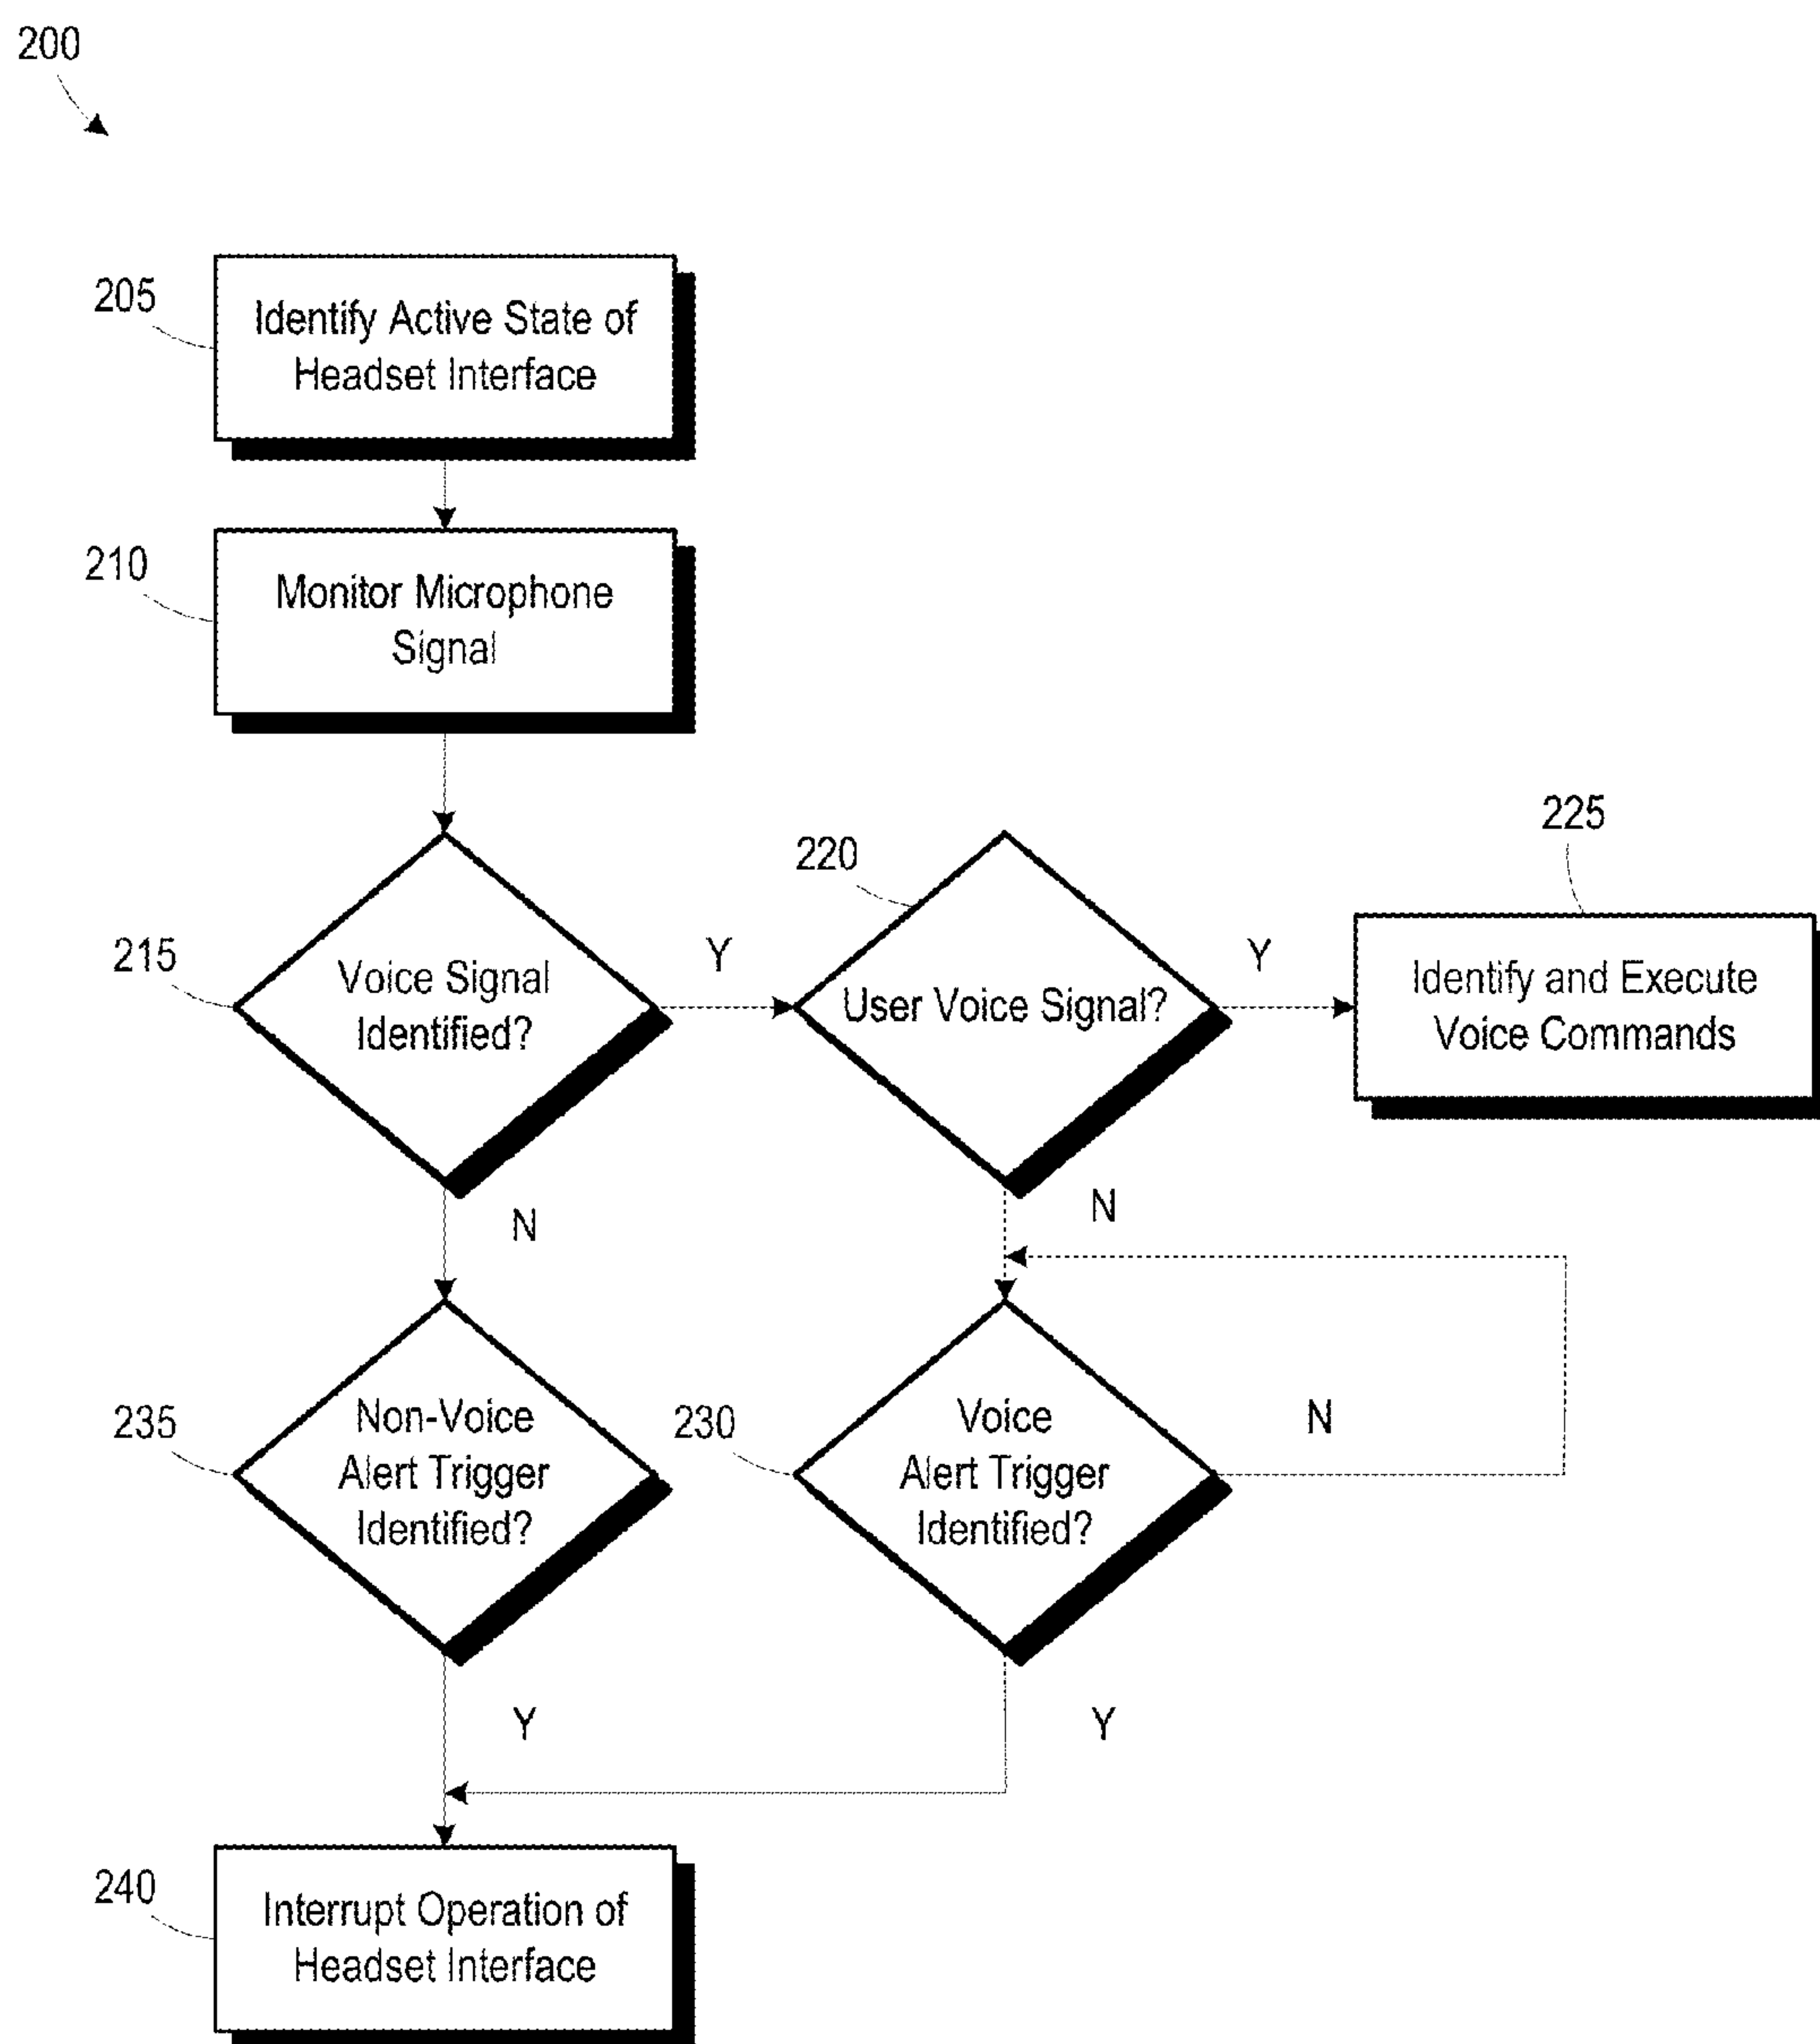 200
205
Identify Active State of
Headset Interface
210
Monitor Microphone
Signal
215
Voice Signal
Identified?
Y
220
User Voice Signal?
Y
225
Identify and Execute
Voice Commands
N
N
235
Non-Voice
Alert Trigger
Identified?
230
Voice
Alert Trigger
Identified?
N
Y
Y
240
Interrupt Operation of
Headset Interface